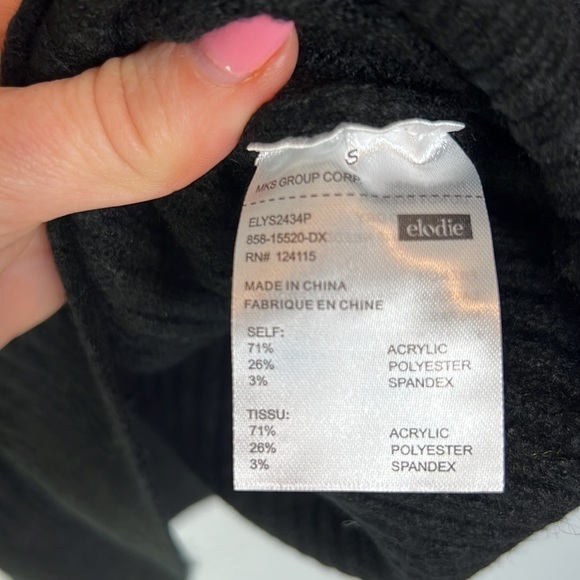 S
MKS GROUP CORP
ELYS2434P
858-15520-DX
elodie
RN# 124115
MADE IN CHINA
FABRIQUE EN CHINE
SELF:
71% ACRYLIC
26% POLYESTER
3% SPANDEX
TISSU:
71% ACRYLIC
26% POLYESTER
3% SPANDEX